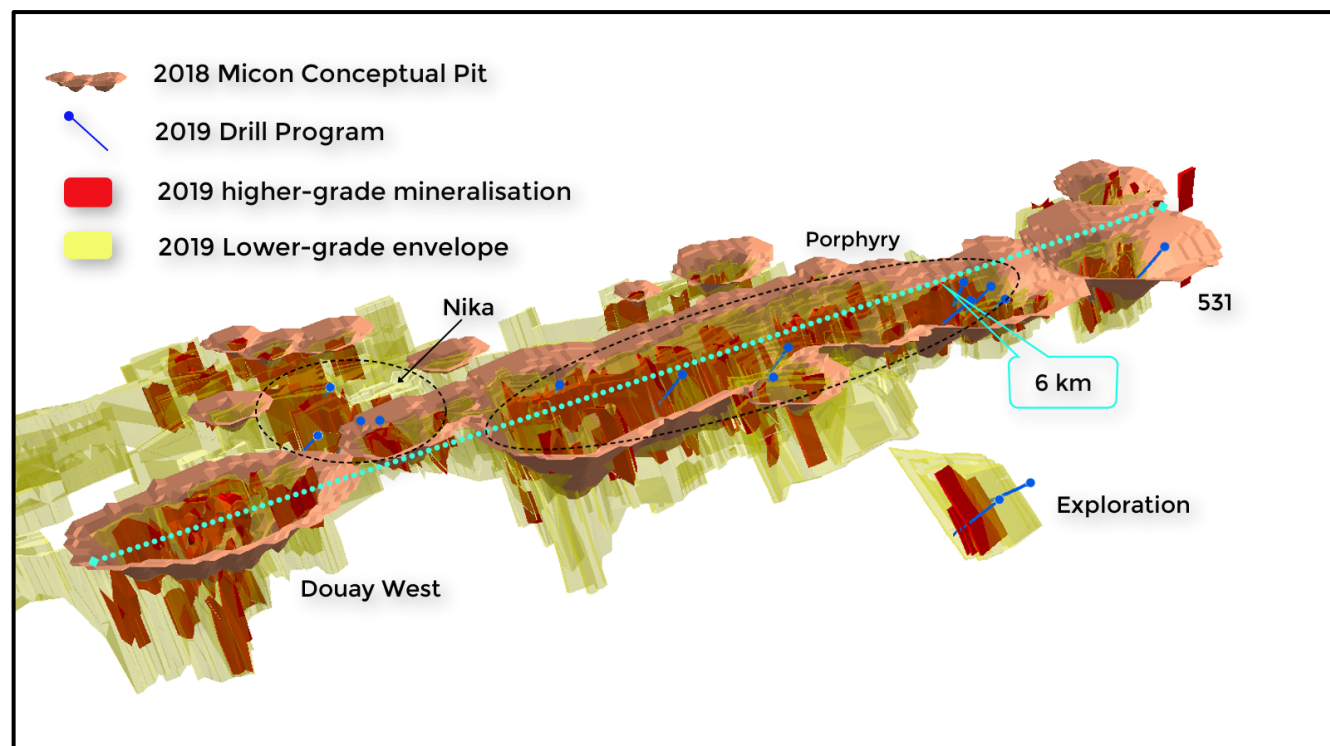 2018 Micon Conceptual Pit
2019 Drill Program
2019 higher-grade mineralisation
2019 Lower-grade envelope
Porphyry
Nika
531
6 km
Exploration
Douay West